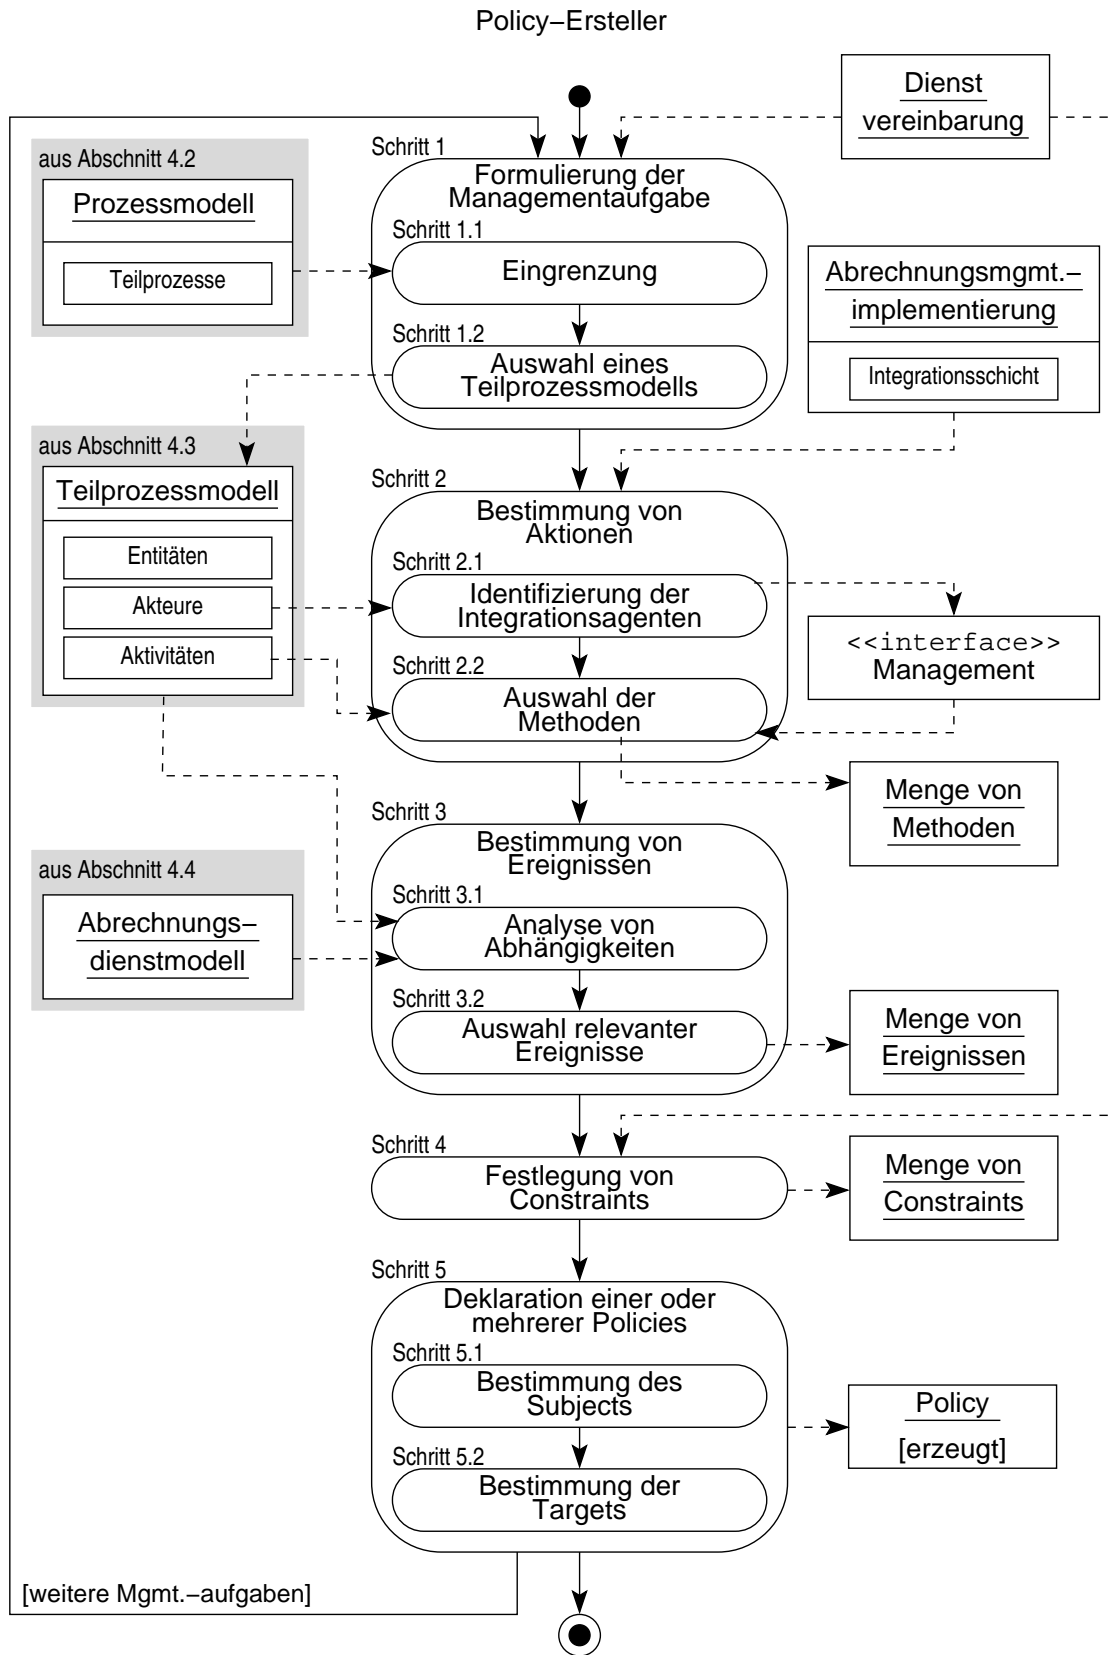 Policy–Ersteller
Dienst
vereinbarung
Schritt 1
Formulierung der
Managementaufgabe
aus Abschnitt 4.2
Prozessmodell
Teilprozesse
Schritt 1.1
Eingrenzung
Schritt 1.2
Auswahl eines
Teilprozessmodells
Abrechnungsmgmt.–
implementierung
Integrationsschicht
aus Abschnitt 4.3
Teilprozessmodell
Entitäten
Akteure
Aktivitäten
Schritt 2
Bestimmung von
Aktionen
Schritt 2.1
Identifizierung der
Integrationsagenten
Schritt 2.2
Auswahl der
Methoden
<<interface>>
Management
Menge von
Methoden
Schritt 3
Bestimmung von
Ereignissen
aus Abschnitt 4.4
Abrechnungs–
dienstmodell
Schritt 3.1
Analyse von
Abhängigkeiten
Schritt 3.2
Auswahl relevanter
Ereignisse
Menge von
Ereignissen
Schritt 4
Festlegung von
Constraints
Menge von
Constraints
Schritt 5
Deklaration einer oder
mehrerer Policies
Schritt 5.1
Bestimmung des
Subjects
Schritt 5.2
Bestimmung der
Targets
Policy
[erzeugt]
[weitere Mgmt.–aufgaben]